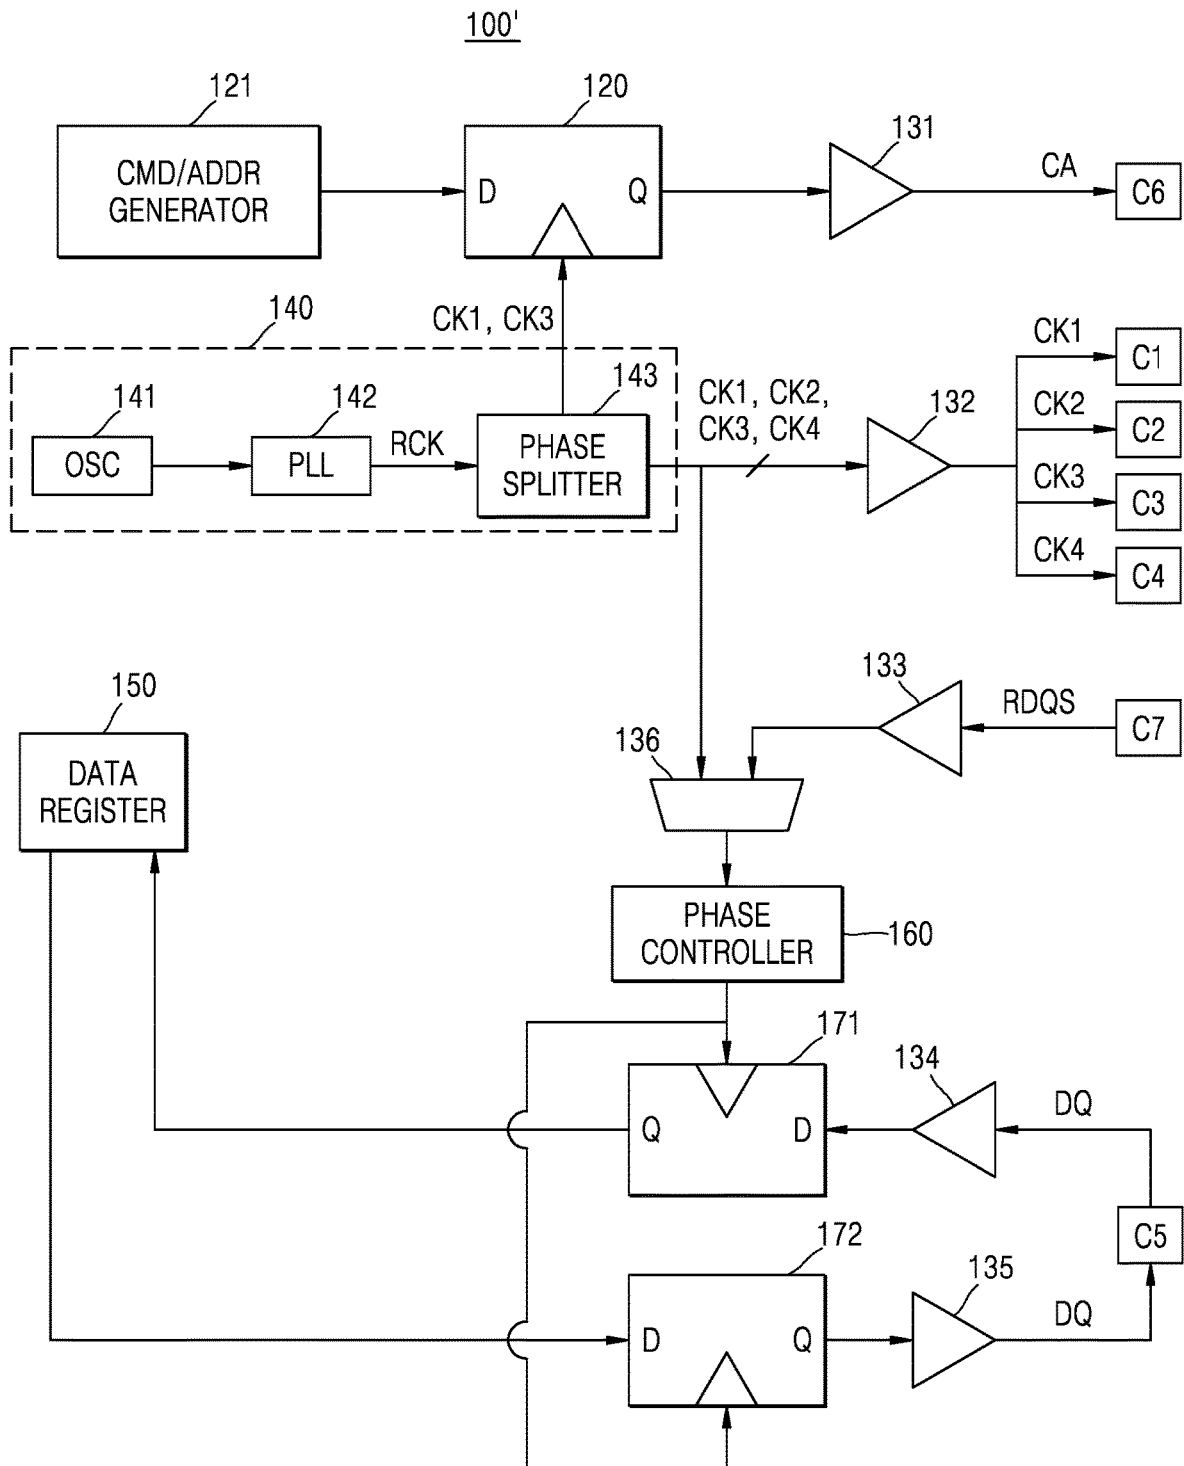 100'
121
120
131
CMD/ADDR
GENERATOR
D
Q
CA
C6
140
CK1, CK3
141
142
143
OSC
PLL
RCK
PHASE
SPLITTER
CK1, CK2,
CK3, CK4
132
CK1
C1
CK2
C2
CK3
C3
CK4
C4
150
DATA
REGISTER
133
RDQS
C7
136
PHASE
CONTROLLER
160
171
134
Q
D
DQ
C5
172
135
D
Q
DQ